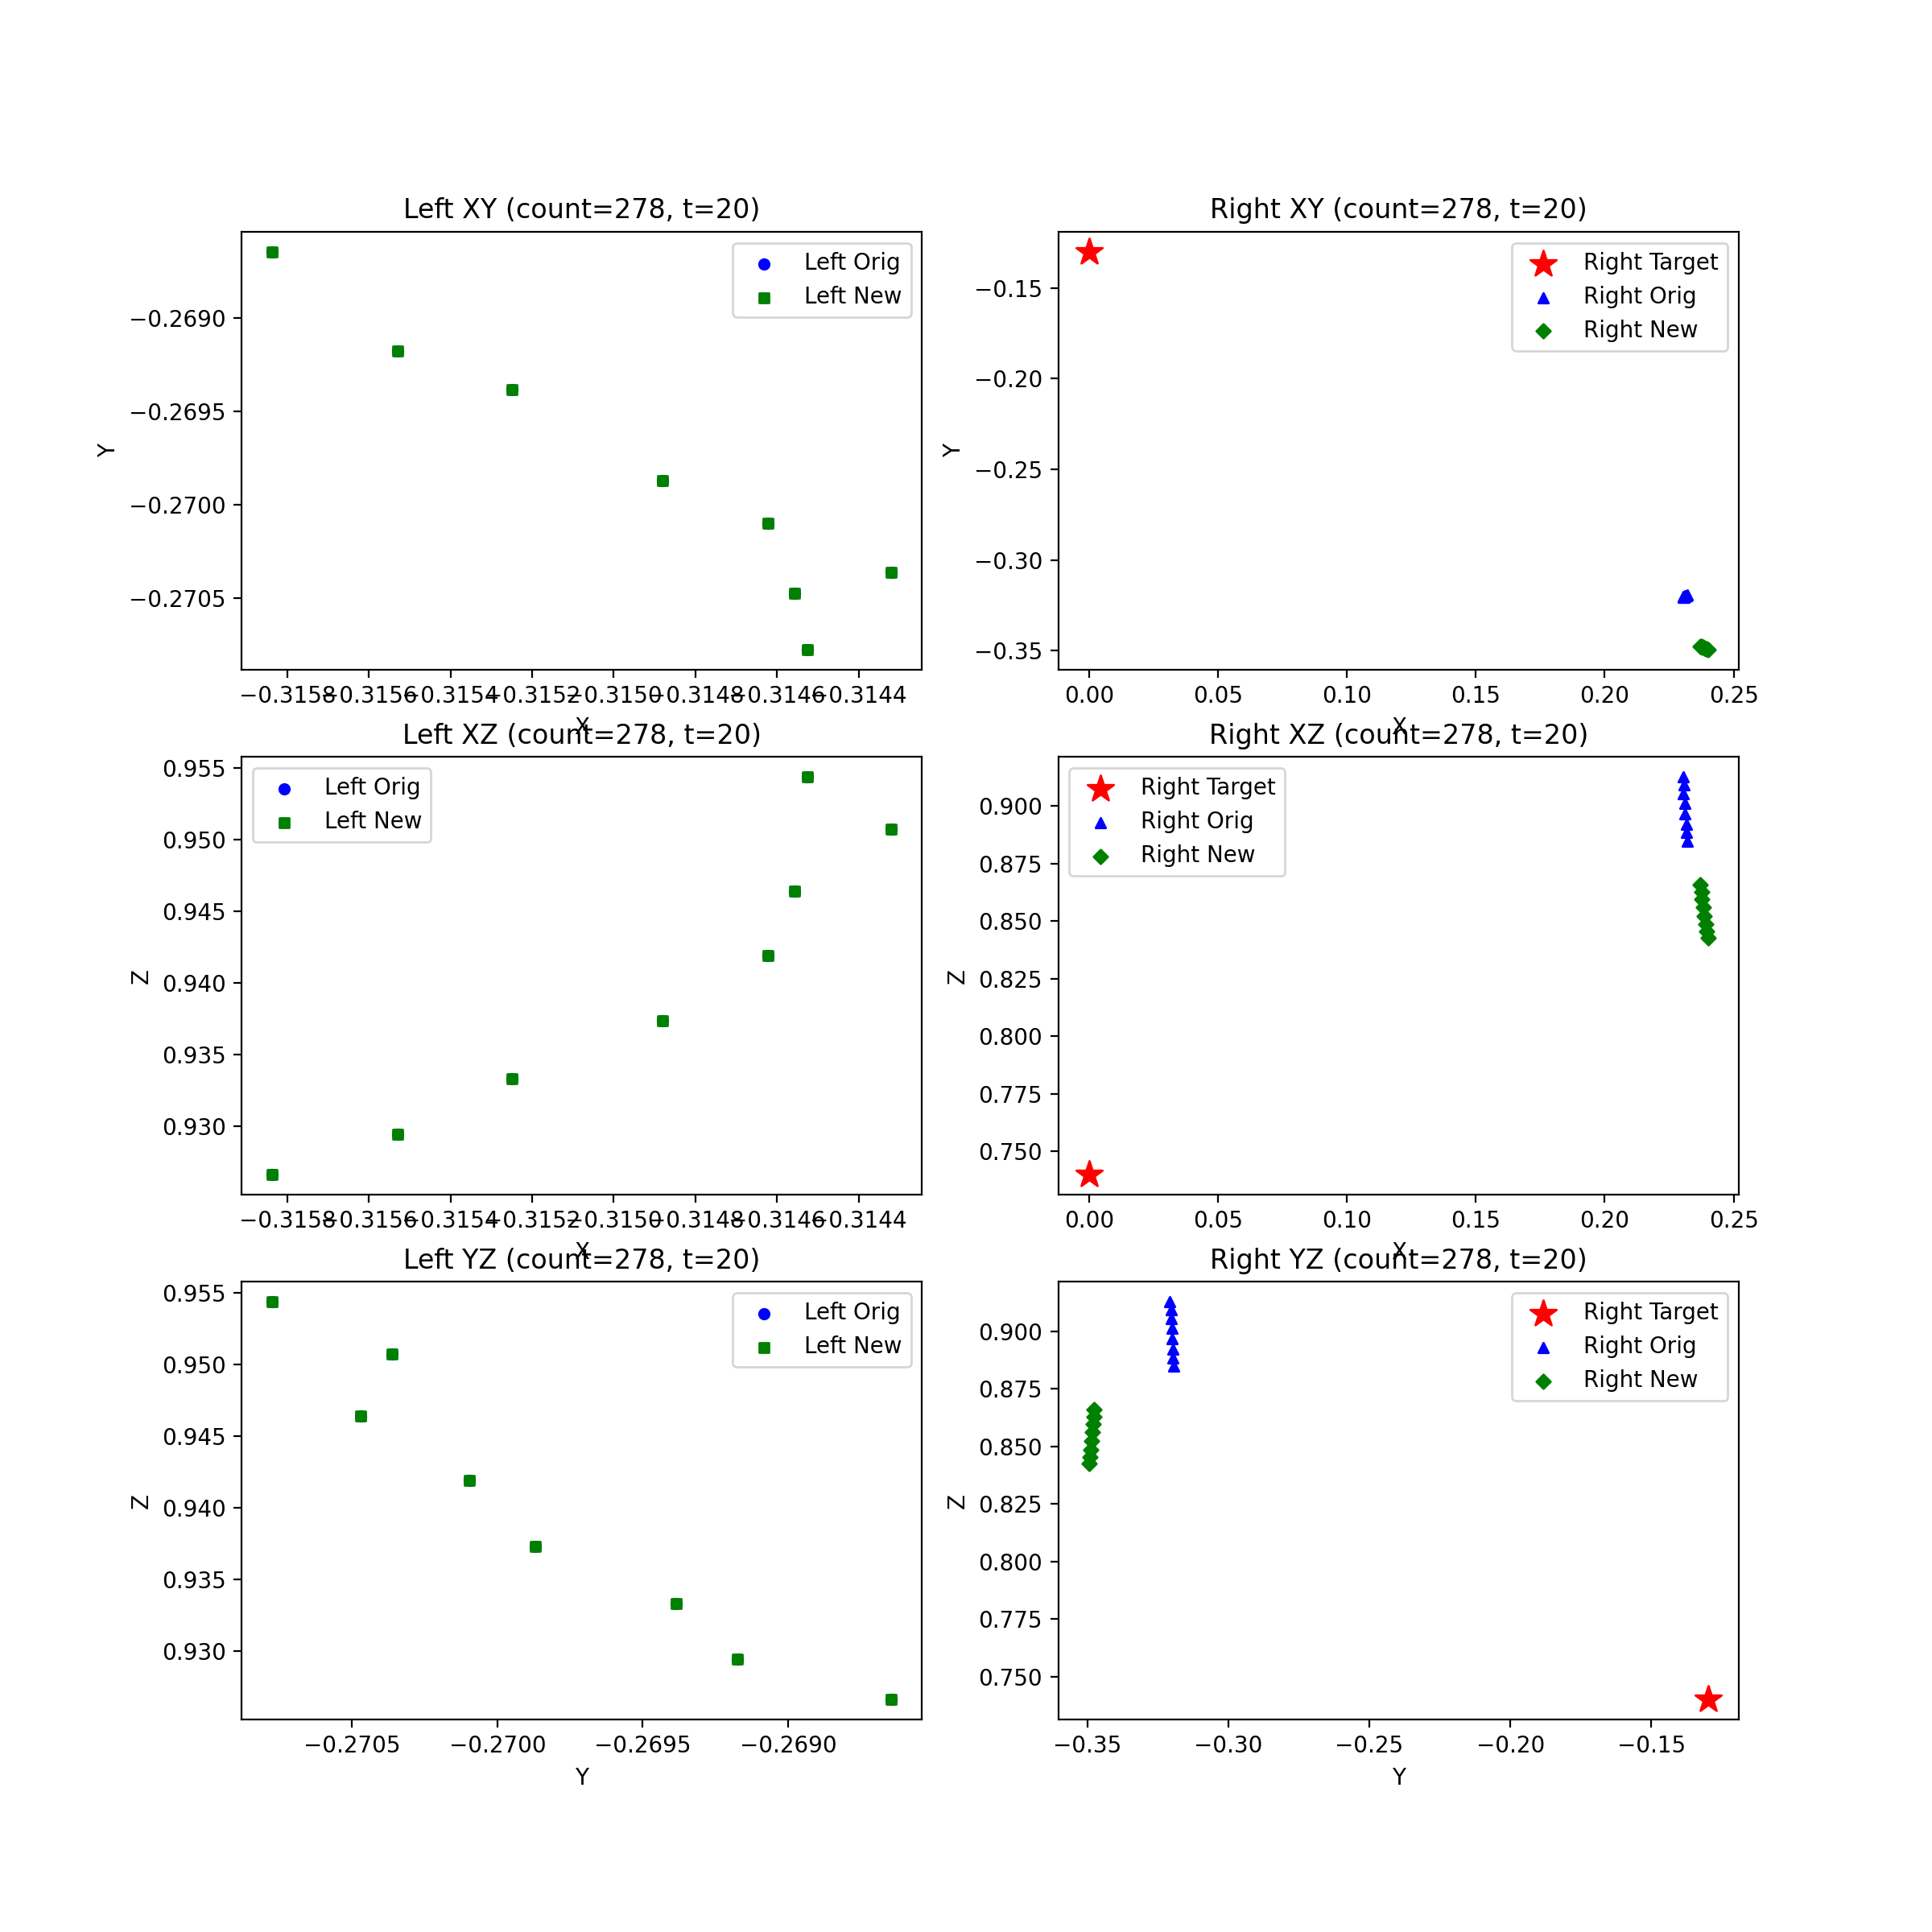 Left XY (count=278, t=20)
Left Orig
Left New
−0.2690
−0.2695
−0.2700
−0.2705
Y
−0.3158 −0.3156 −0.3154 −0.3152 −0.3150 −0.3148 −0.3146 −0.3144
X
Right XY (count=278, t=20)
Right Target
Right Orig
Right New
−0.15
−0.20
−0.25
−0.30
−0.35
Y
0.00 0.05 0.10 0.15 0.20 0.25
X
Left XZ (count=278, t=20)
Left Orig
Left New
0.955
0.950
0.945
0.940
0.935
0.930
Z
−0.3158 −0.3156 −0.3154 −0.3152 −0.3150 −0.3148 −0.3146 −0.3144
X
Right XZ (count=278, t=20)
Right Target
Right Orig
Right New
0.900
0.875
0.850
0.825
0.800
0.775
0.750
Z
0.00 0.05 0.10 0.15 0.20 0.25
X
Left YZ (count=278, t=20)
Left Orig
Left New
0.955
0.950
0.945
0.940
0.935
0.930
Z
−0.2705 −0.2700 −0.2695 −0.2690
Y
Right YZ (count=278, t=20)
Right Target
Right Orig
Right New
0.900
0.875
0.850
0.825
0.800
0.775
0.750
Z
−0.35 −0.30 −0.25 −0.20 −0.15
Y